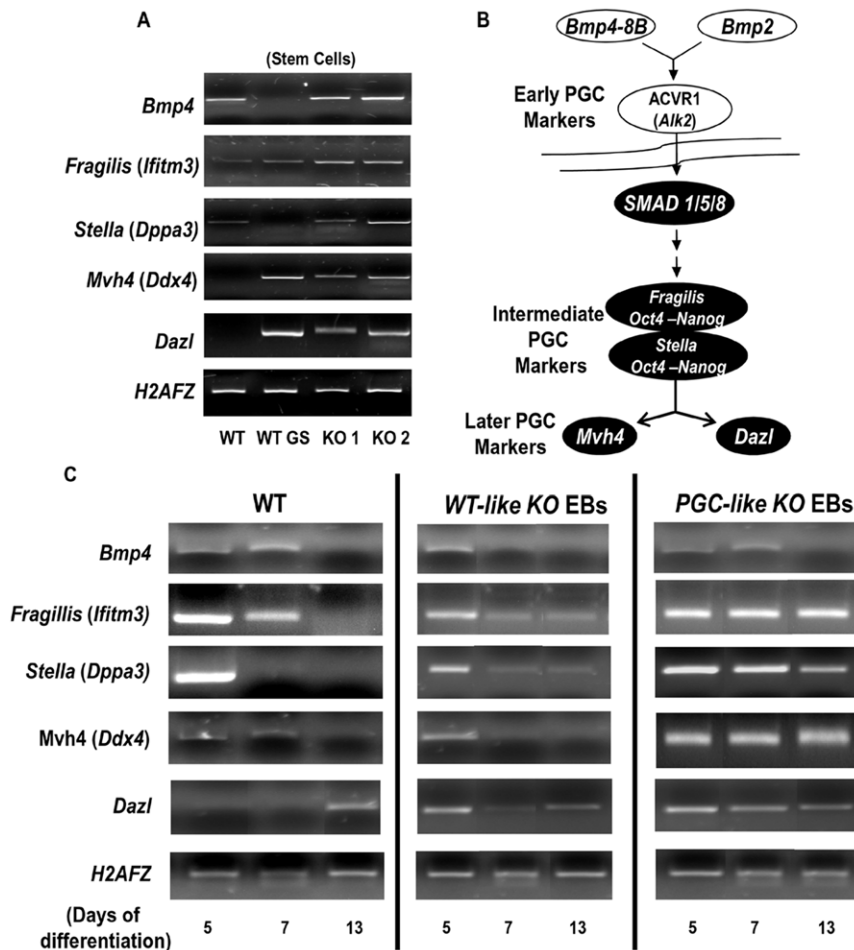 A
(Stem Cells)
Bmp4
Fragilis (Ifitm3)
Stella (Dppa3)
Mvh4 (Ddx4)
Dazl
H2AFZ
WT WT GS KO 1 KO 2
B
Bmp4-8B Bmp2
Early PGC
Markers
ACVR1
(Alk2)
SMAD 1/5/8
Intermediate
PGC
Markers
Fragilis
Oct4 –Nanog
Stella
Oct4 –Nanog
Later PGC
Markers
Mvh4 Dazl
C
WT WT-like KO EBs PGC-like KO EBs
Bmp4
Fragillis (Ifitm3)
Stella (Dppa3)
Mvh4 (Ddx4)
Dazl
H2AFZ
(Days of
differentiation)
5 7 13 5 7 13 5 7 13